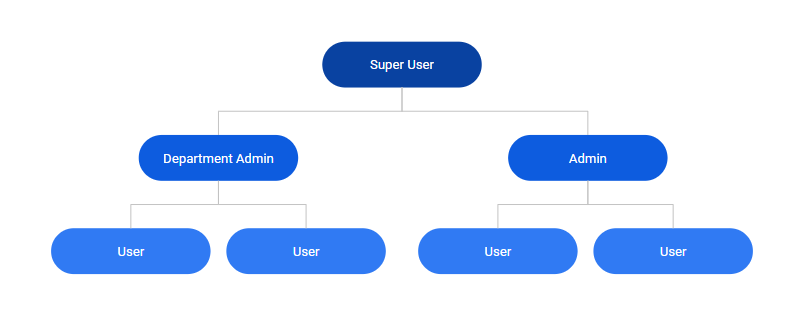 Super User
Department Admin
Admin
User
User
User
User